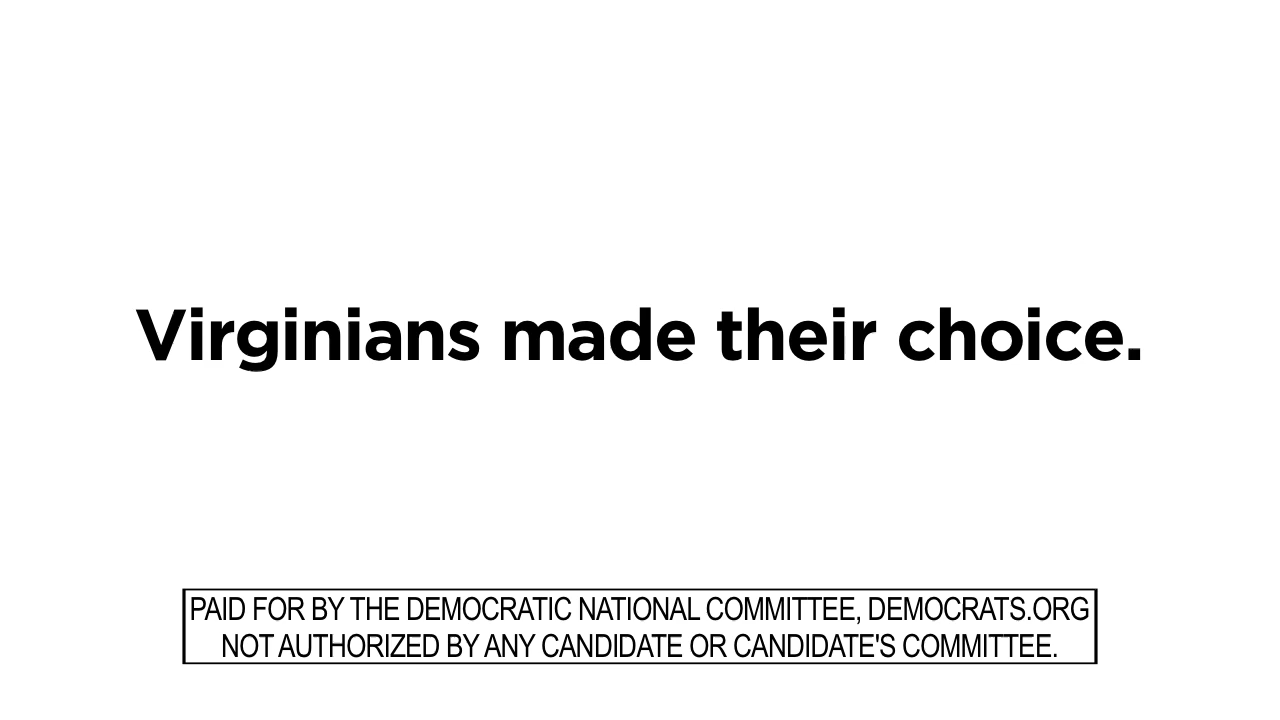 Virginians made their choice.
PAID FOR BY THE DEMOCRATIC NATIONAL COMMITTEE, DEMOCRATS.ORG
NOT AUTHORIZED BY ANY CANDIDATE OR CANDIDATE'S COMMITTEE.